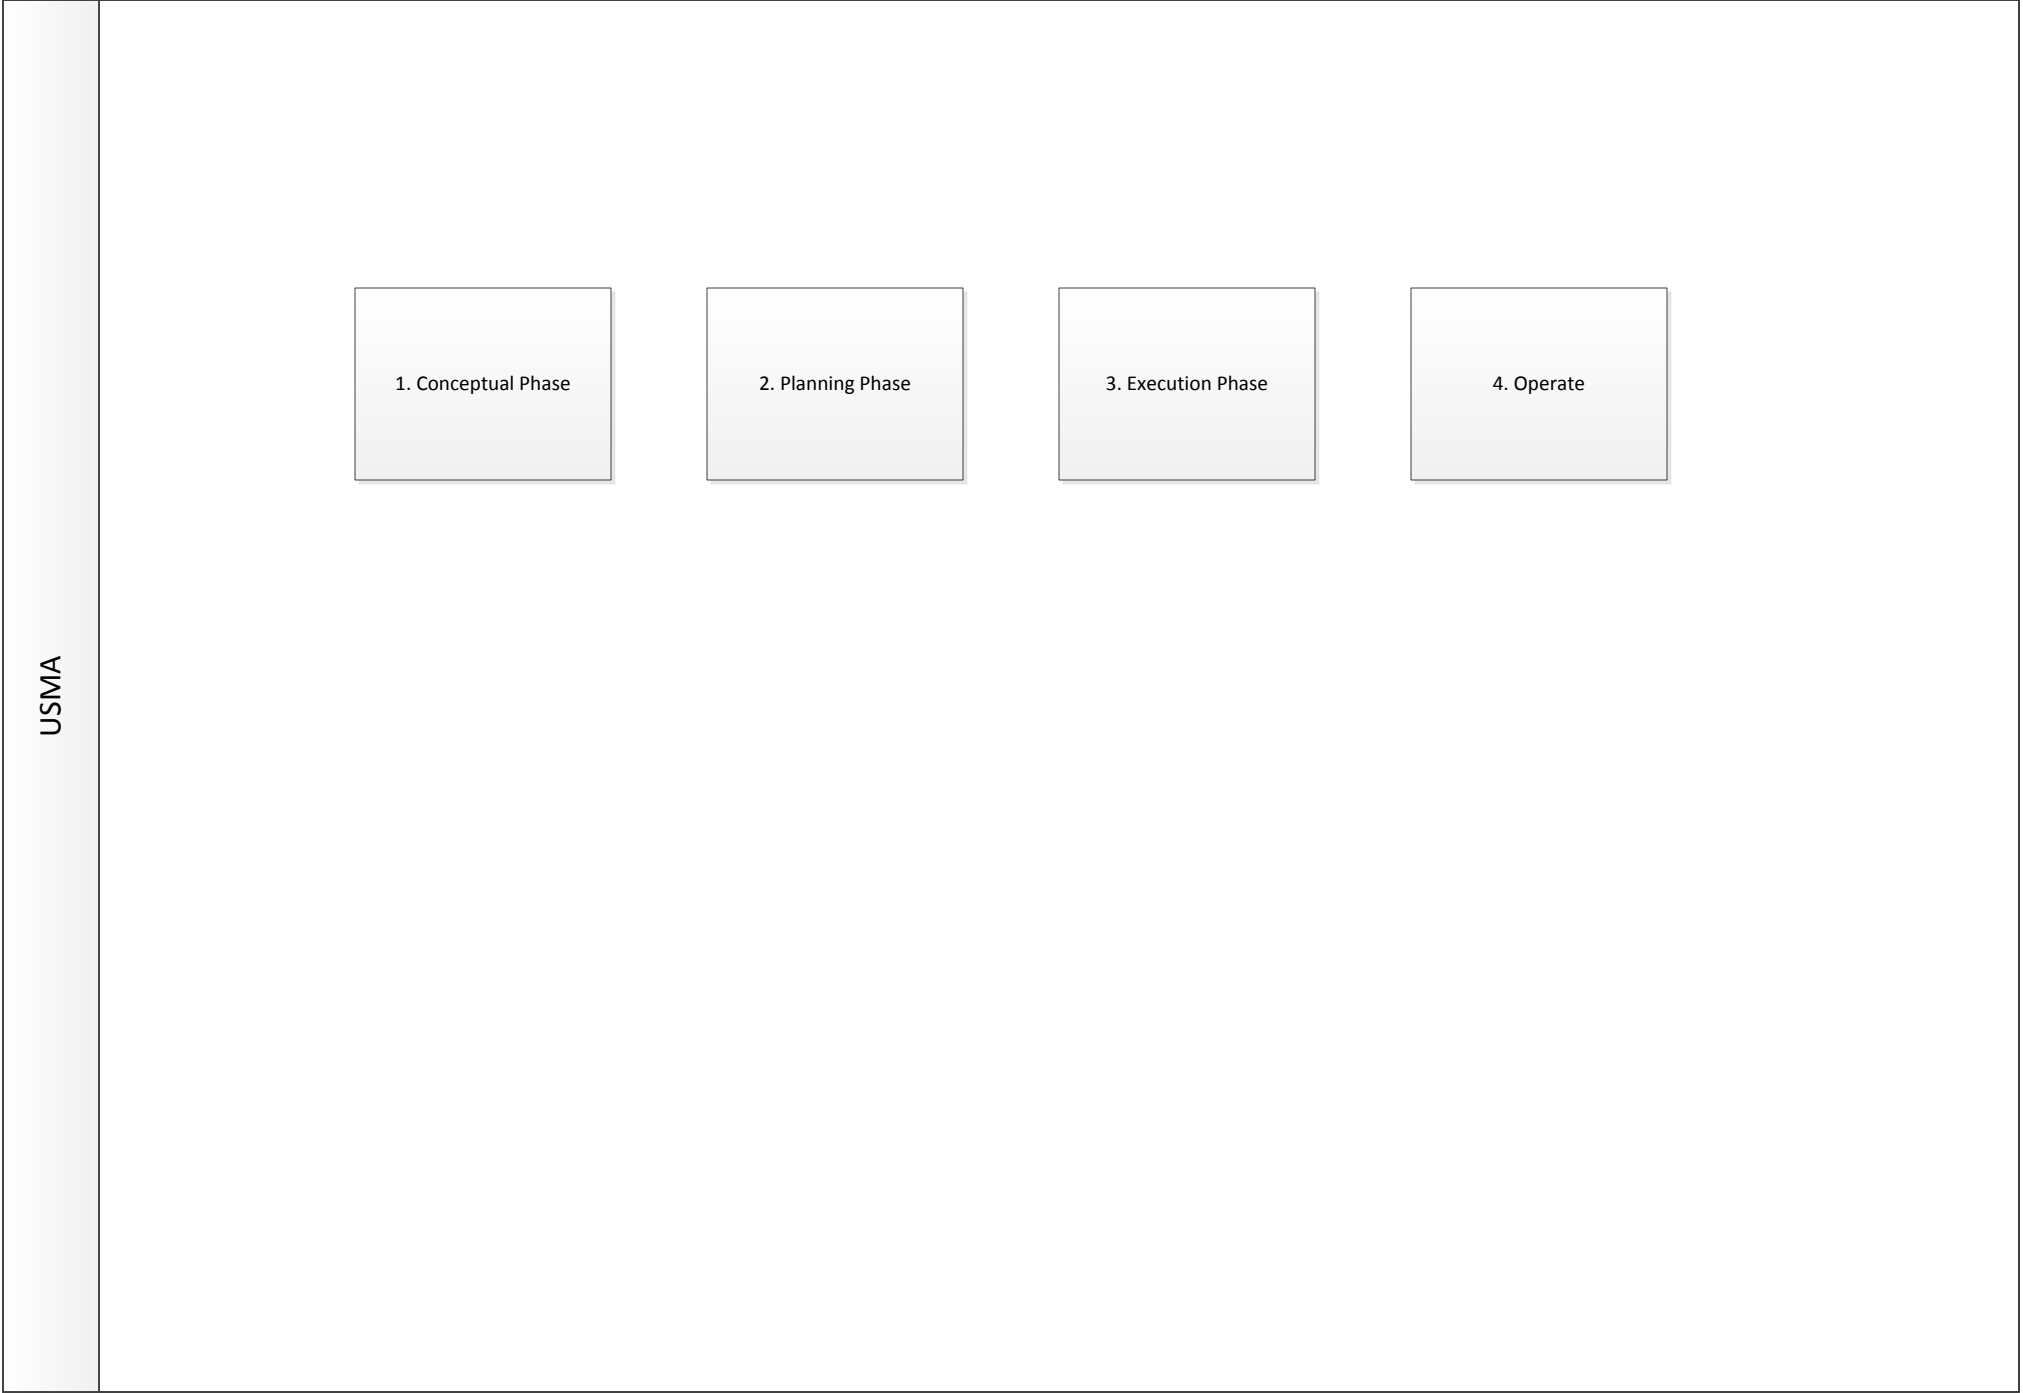 USMA
1. Conceptual Phase
2. Planning Phase
3. Execution Phase
4. Operate